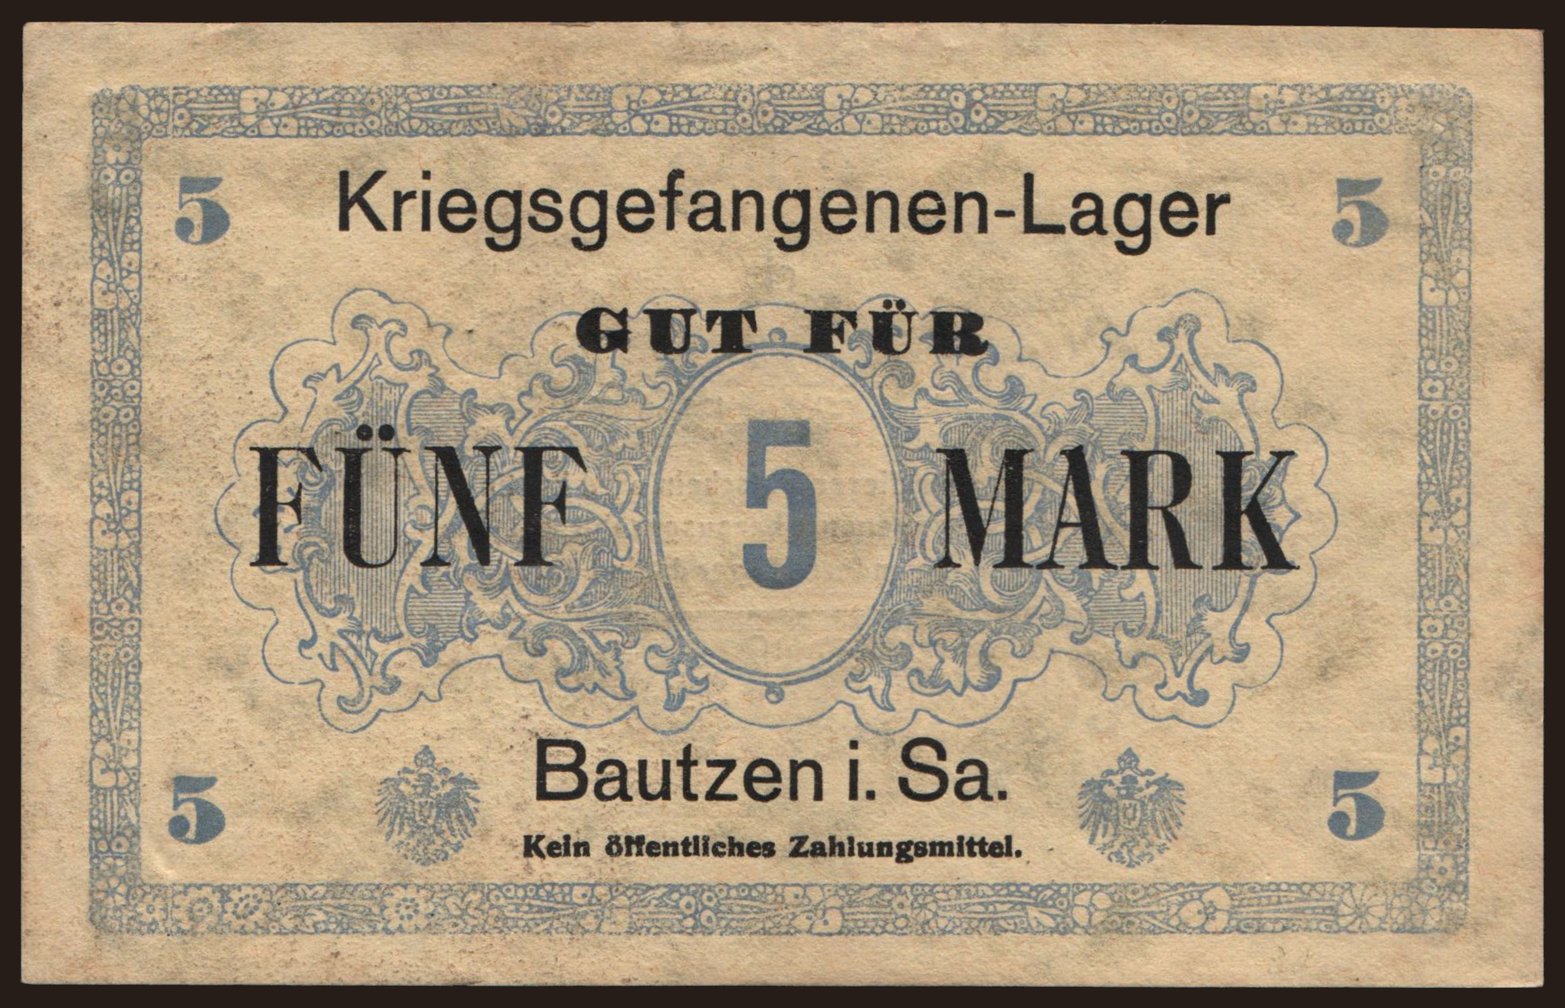 5 Kriegsgefangenen-Lager 5
GUT FÜR
FÜNF 5 MARK
Bautzen i. Sa.
5 5
Kein öffentliches Zahlungsmittel.